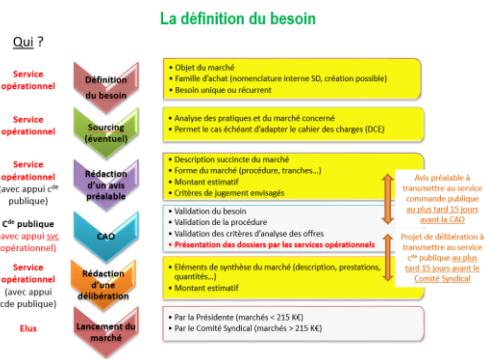 La définition du besoin
Qui ?
Service
opérationnel
Définition
du besoin
• Objet du marché
• Famille d'achat (nomenclature interne SD, création possible)
• Besoin unique ou récurrent
Service
opérationnel
Sourcing
(éventuel)
• Analyse des pratiques et du marché concerné
• Permet le cas échéant d'adapter le cahier des charges (DCE)
Service
opérationnel
(avec appui cde
publique)
Rédaction
d'un avis
préalable
• Description succincte du marché
• Forme du marché (procédure, tranches…)
• Montant estimatif
• Critères de jugement envisagés
Avis préalable à
transmettre au service
commande publique
au plus tard 15 jours
avant la CAO
Cde publique
(avec appui svc
opérationnel)
CAO
• Validation du besoin
• Validation de la procédure
• Validation des critères d'analyse des offres
• Présentation des dossiers par les services opérationnels
Projet de délibération à
transmettre au service
cde publique au plus
tard 15 jours avant le
Comité Syndical
Service
opérationnel
(avec appui
cde publique)
Rédaction
d'une
délibération
• Eléments de synthèse du marché (description, prestations,
quantités…)
• Montant estimatif
Elus
Lancement du
marché
• Par la Présidente (marchés < 215 K€)
• Par le Comité Syndical (marchés > 215 K€)